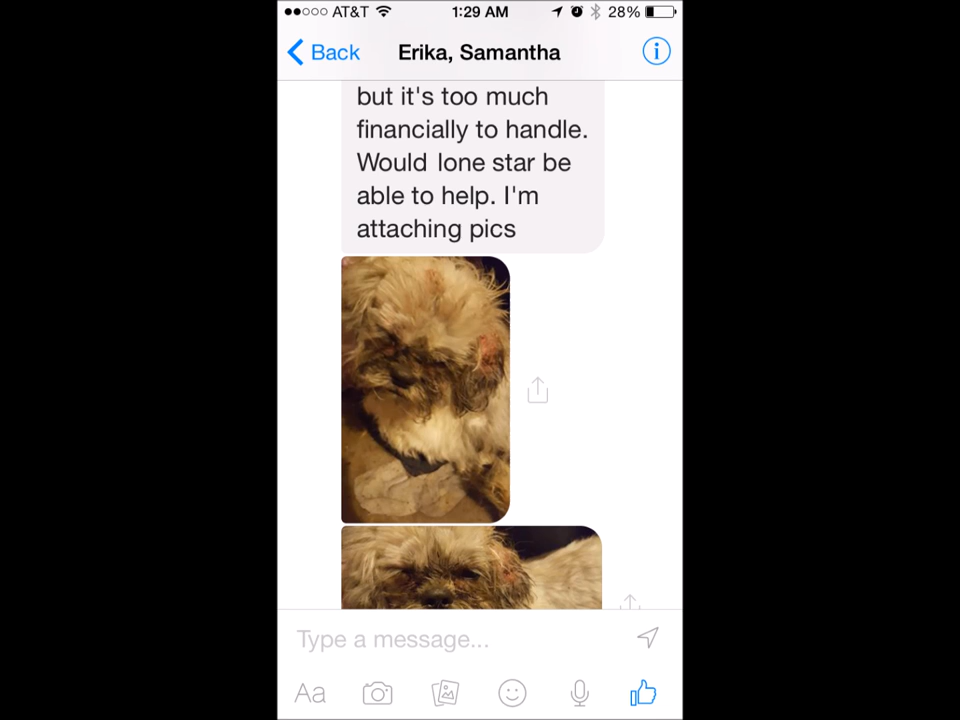 AT&T 1:29 AM 28%
Back Erika, Samantha
but it's too much
financially to handle.
Would lone star be
able to help. I'm
attaching pics
Type a message...
Aa